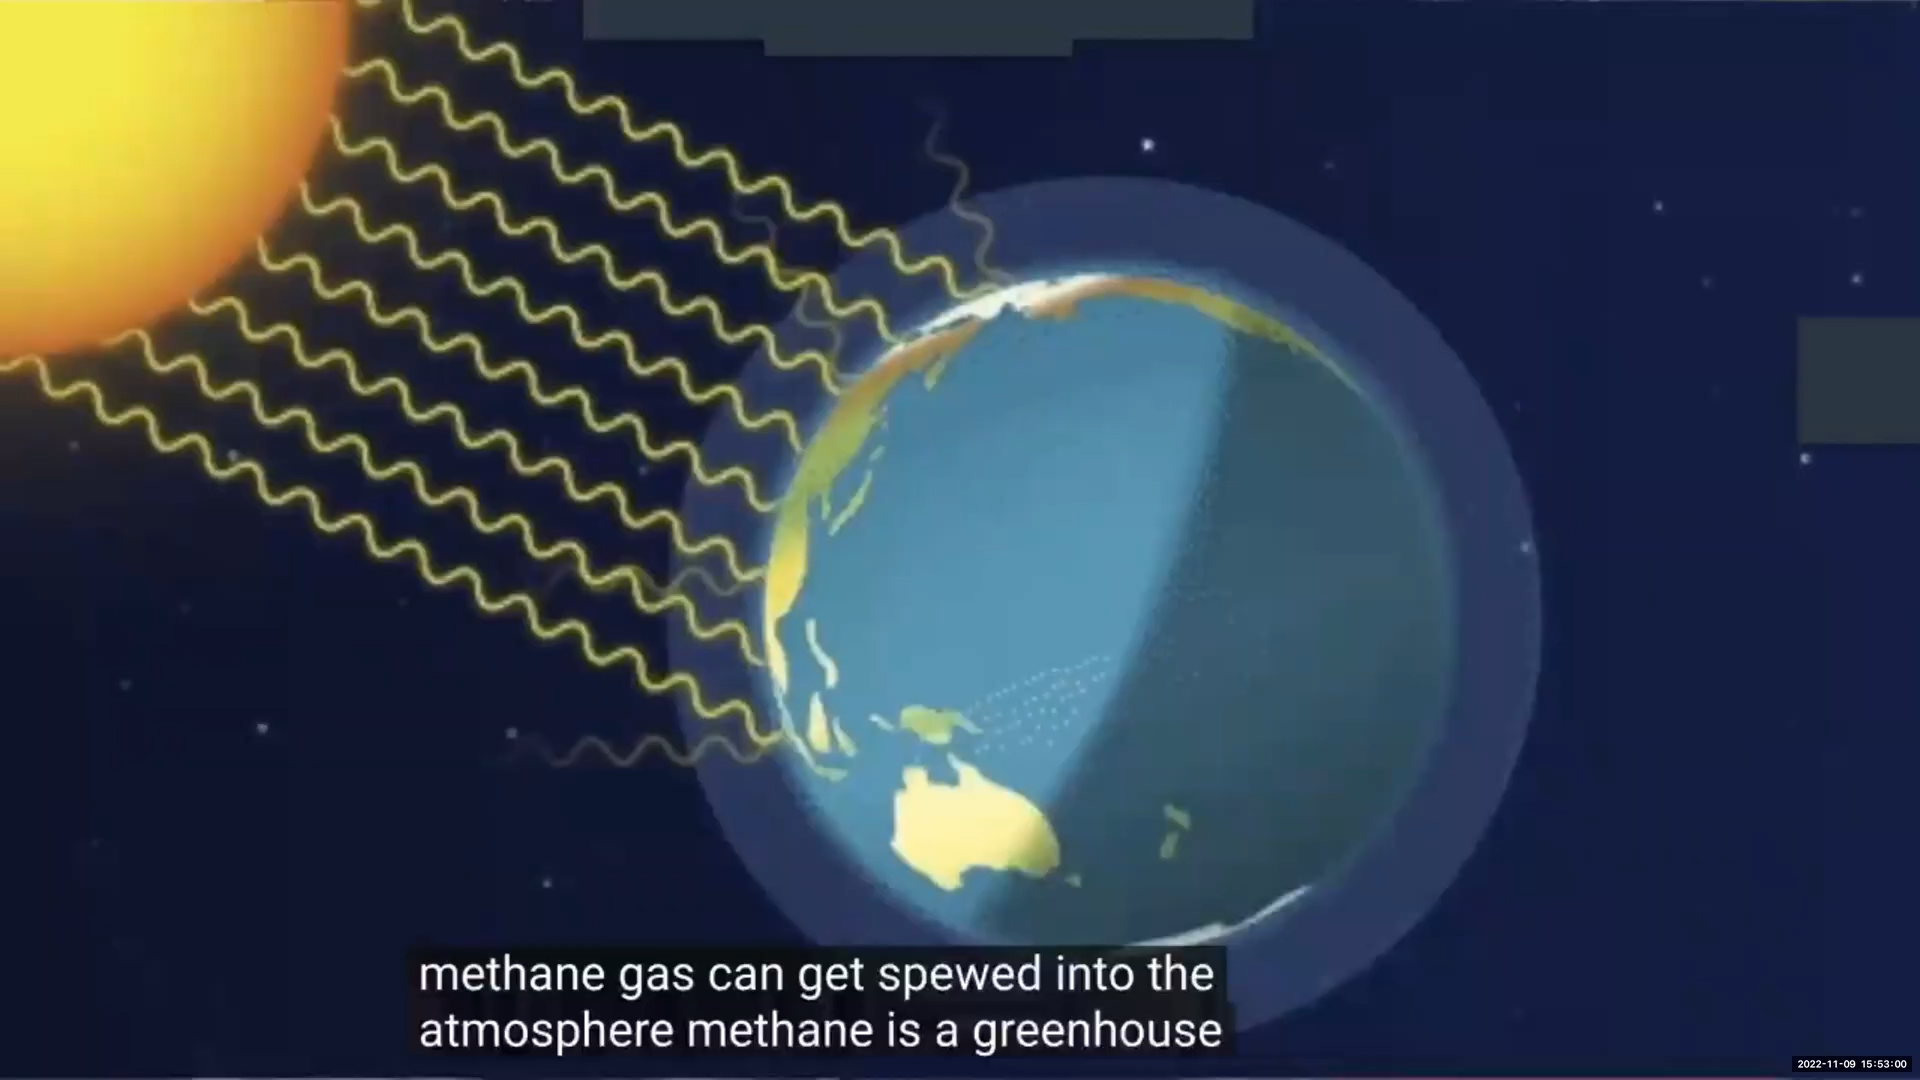 methane gas can get spewed into the
atmosphere methane is a greenhouse
2022-11-09 15:53:00